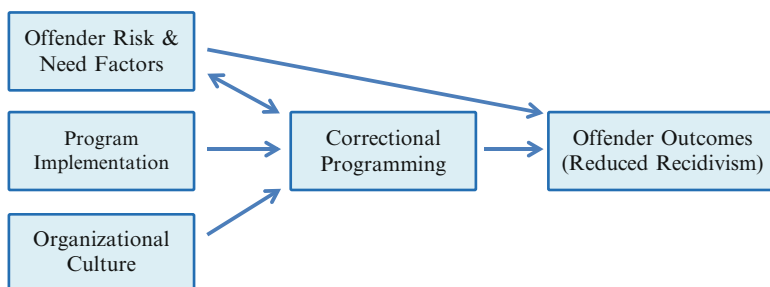 Offender Risk &
Need Factors
Program
Implementation
Correctional
Programming
Offender Outcomes
(Reduced Recidivism)
Organizational
Culture